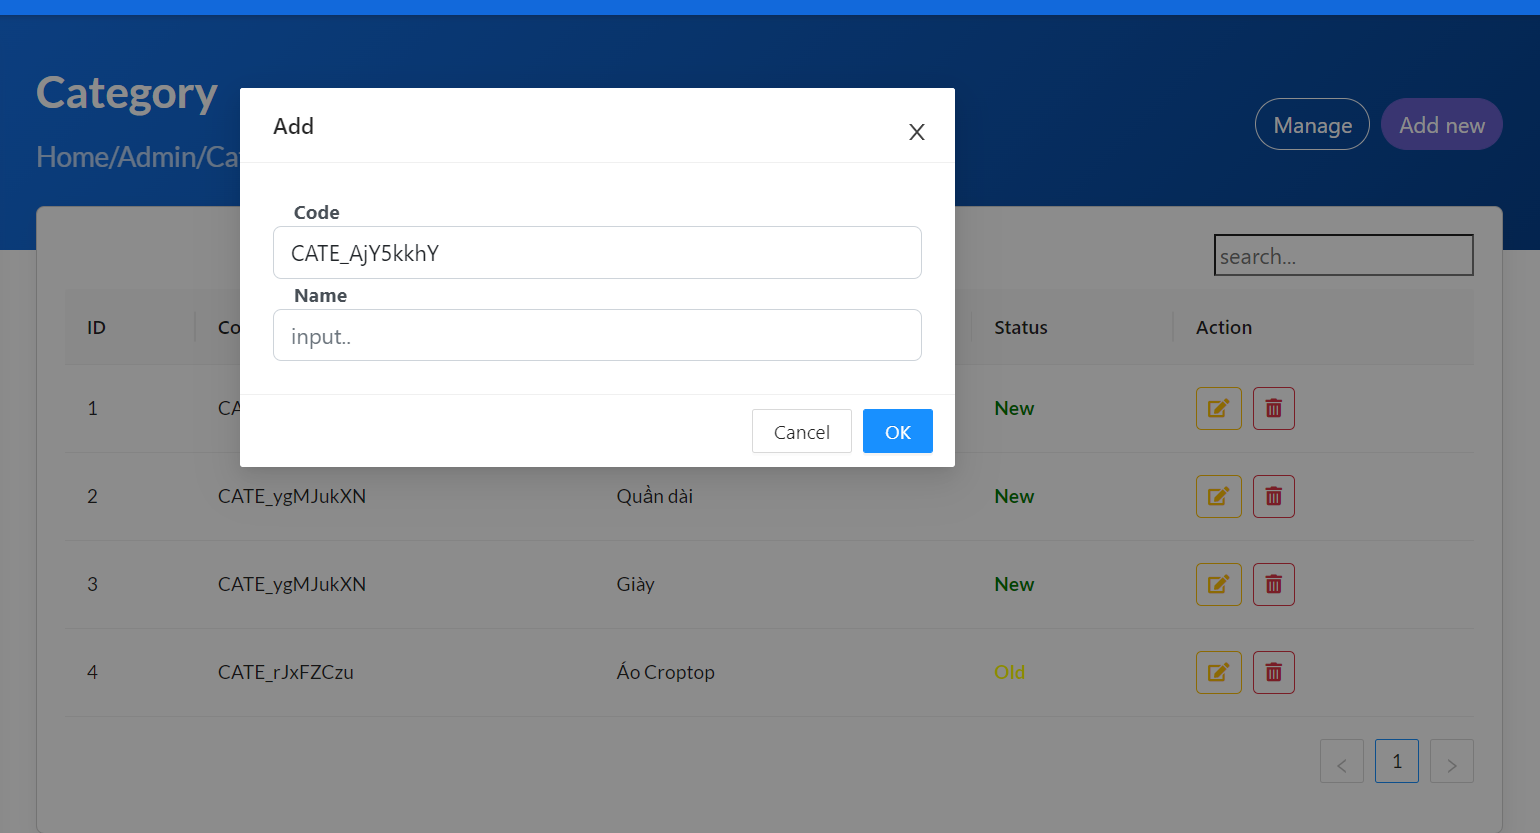 Category
Home/Admin/Ca
Manage
Add new
Add
Code
CATE_AjY5kkhY
Name
input..
Cancel
OK
search...
ID
Co
Status
Action
1
CA
New
2
CATE_ygMJukXN
Quần dài
New
3
CATE_ygMJukXN
Giày
New
4
CATE_rJxFZCzu
Áo Croptop
Old
1